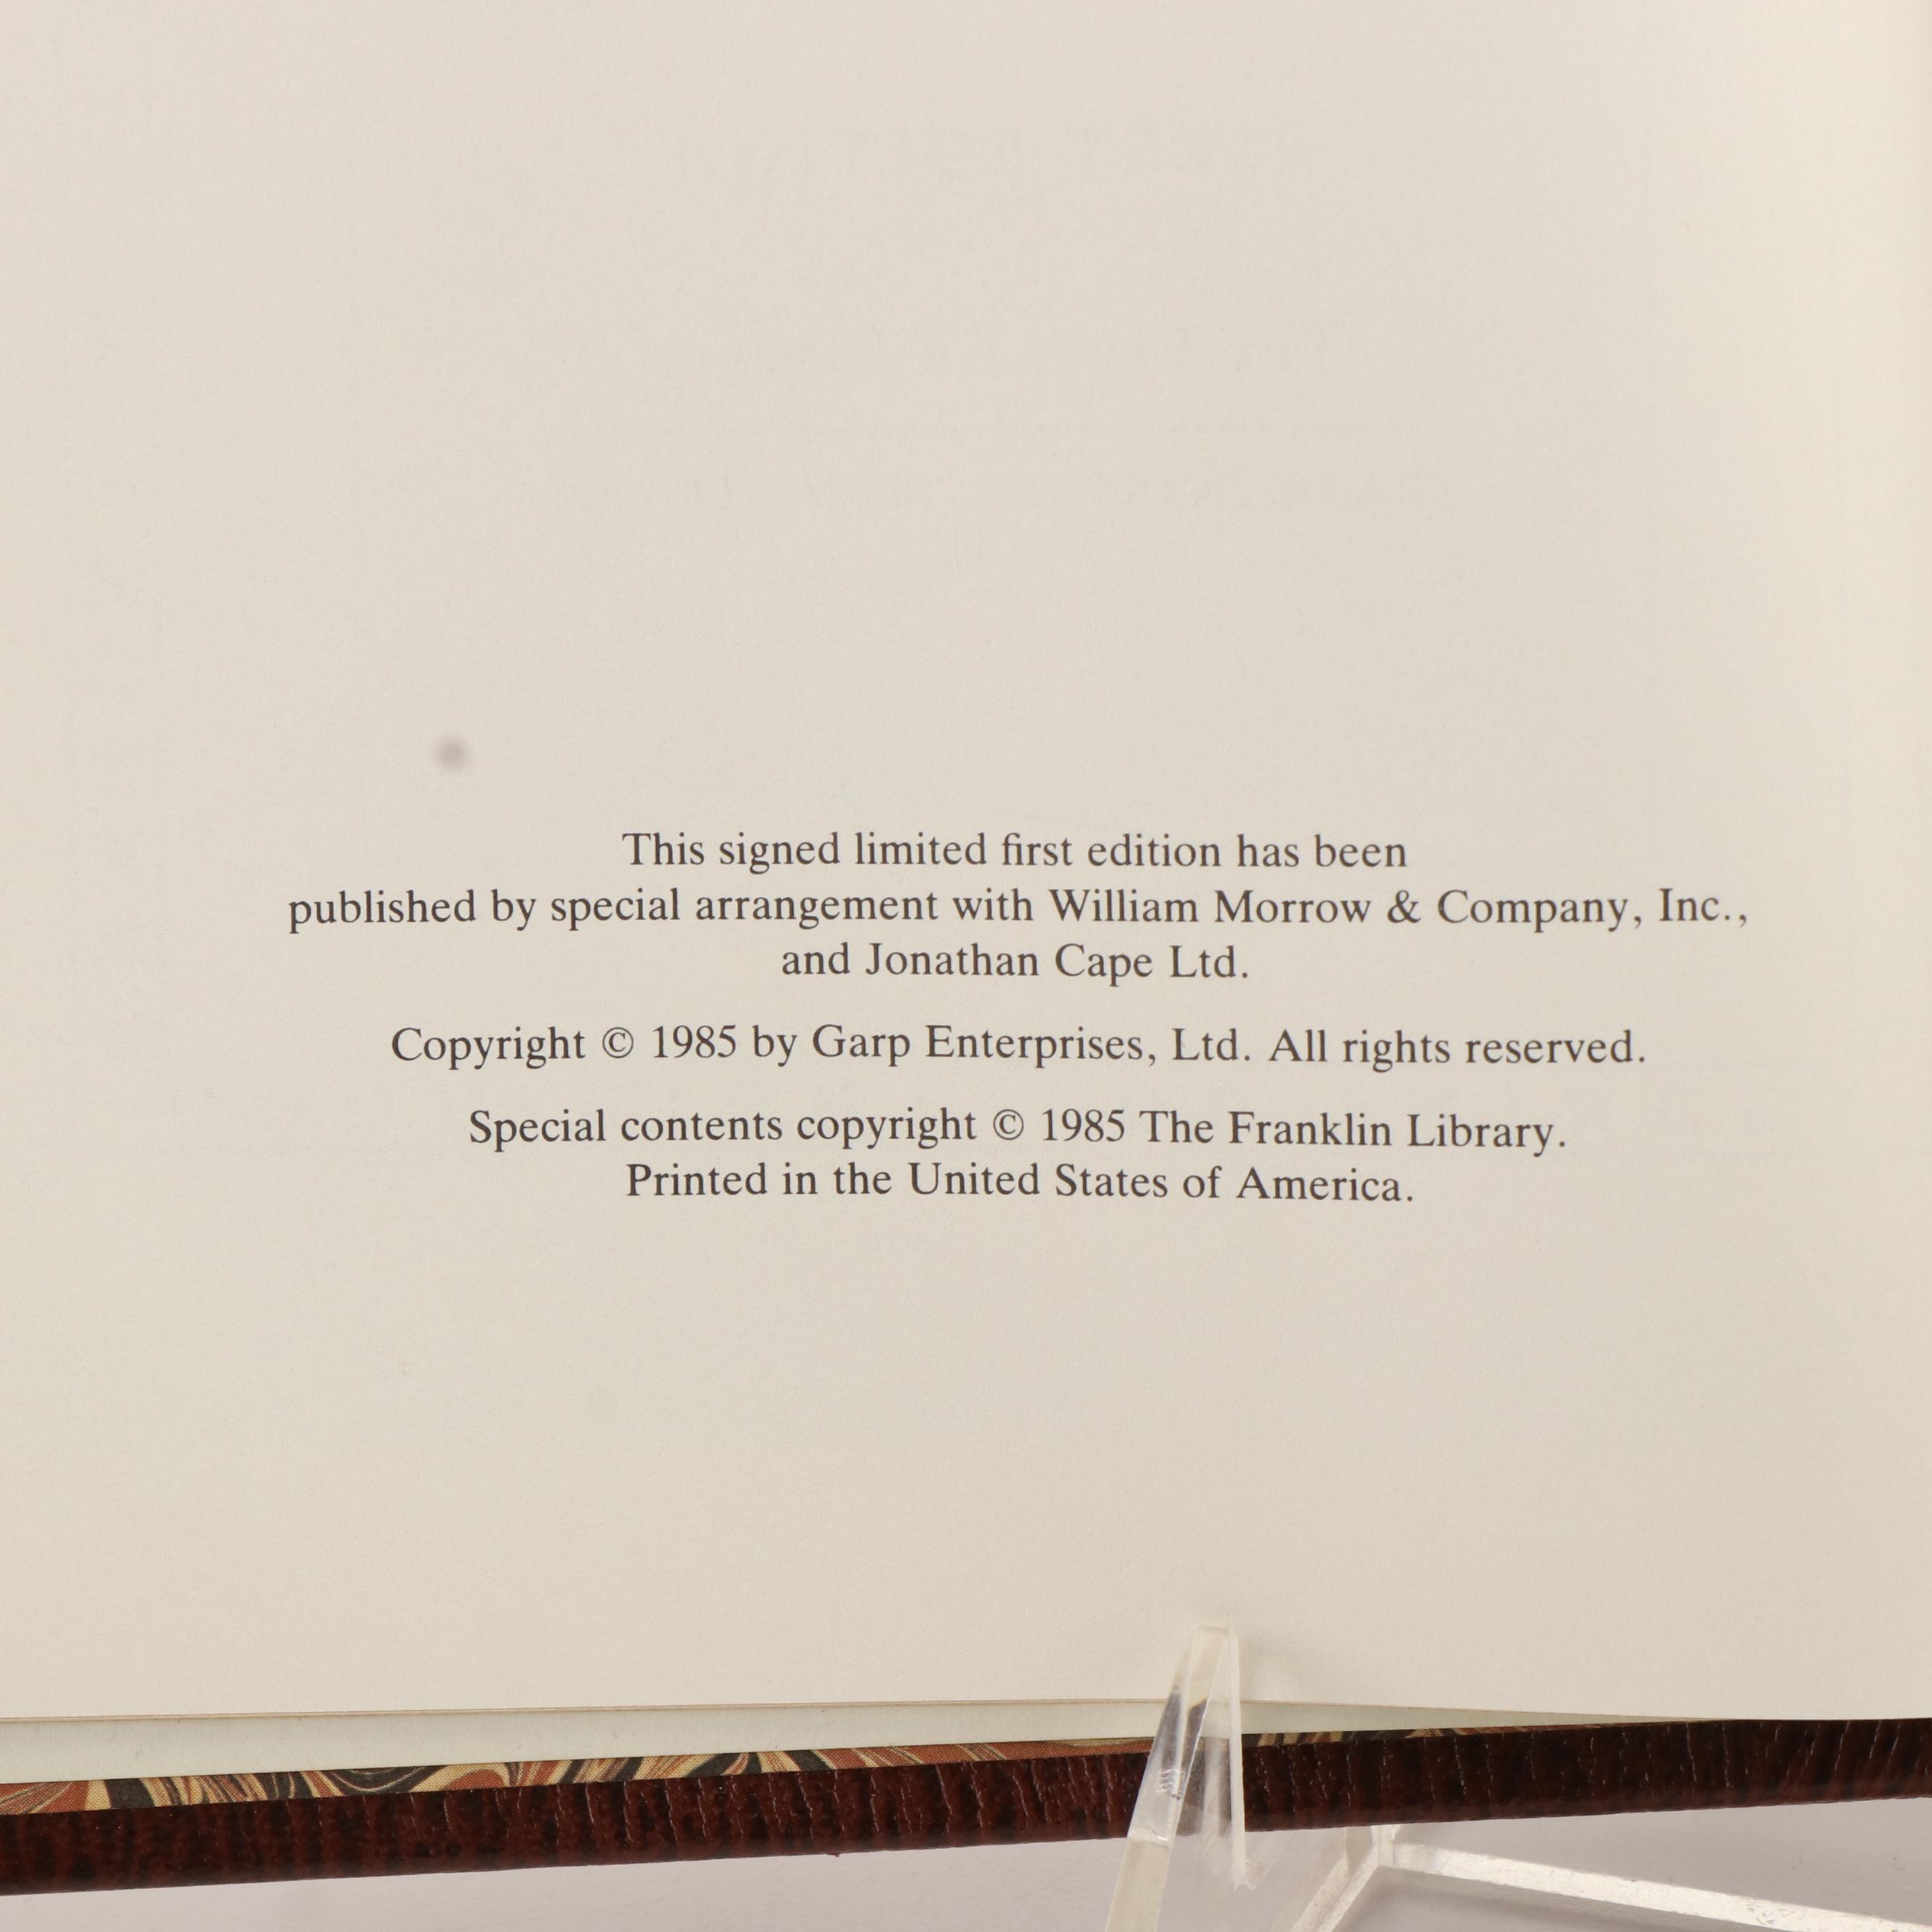 This signed limited first edition has been
published by special arrangement with William Morrow & Company, Inc.,
and Jonathan Cape Ltd.
Copyright © 1985 by Garp Enterprises, Ltd. All rights reserved.
Special contents copyright © 1985 The Franklin Library.
Printed in the United States of America.